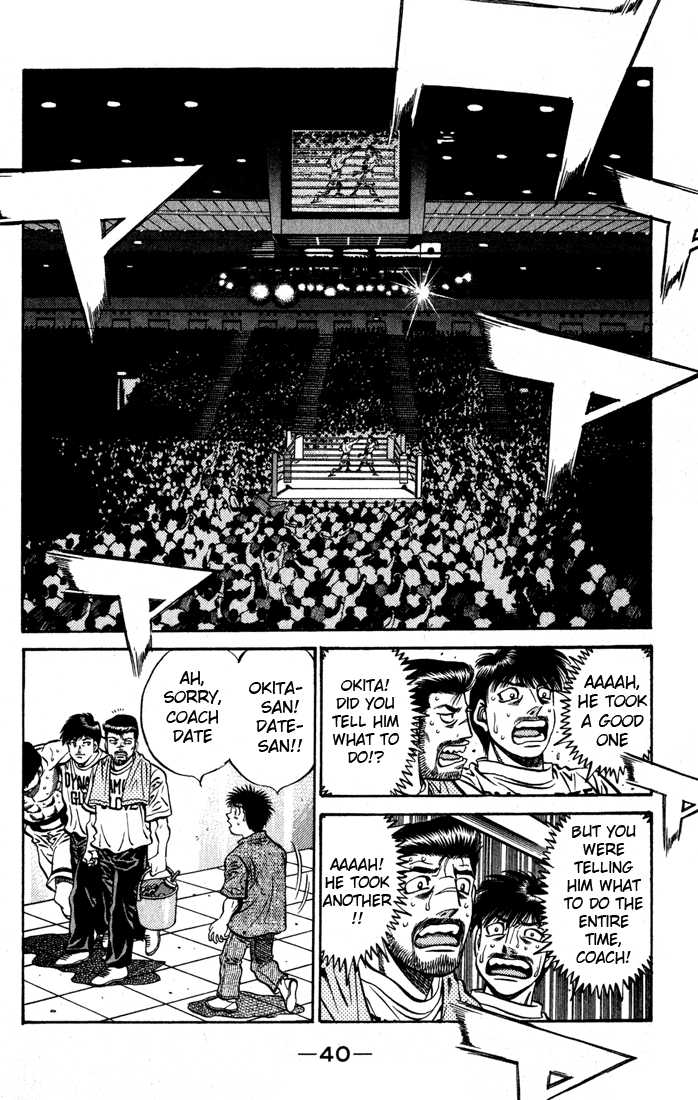 AAAAH,
HE TOOK
A GOOD
ONE
OKITA!
DID YOU
TELL HIM
WHAT TO
DO!?
BUT YOU
WERE
TELLING
HIM WHAT
TO DO THE
ENTIRE
TIME,
COACH!
AAAAH!
HE TOOK
ANOTHER
!!
OKITA-
SAN!
DATE-
SAN!!
AH,
SORRY,
COACH
DATE
—40—